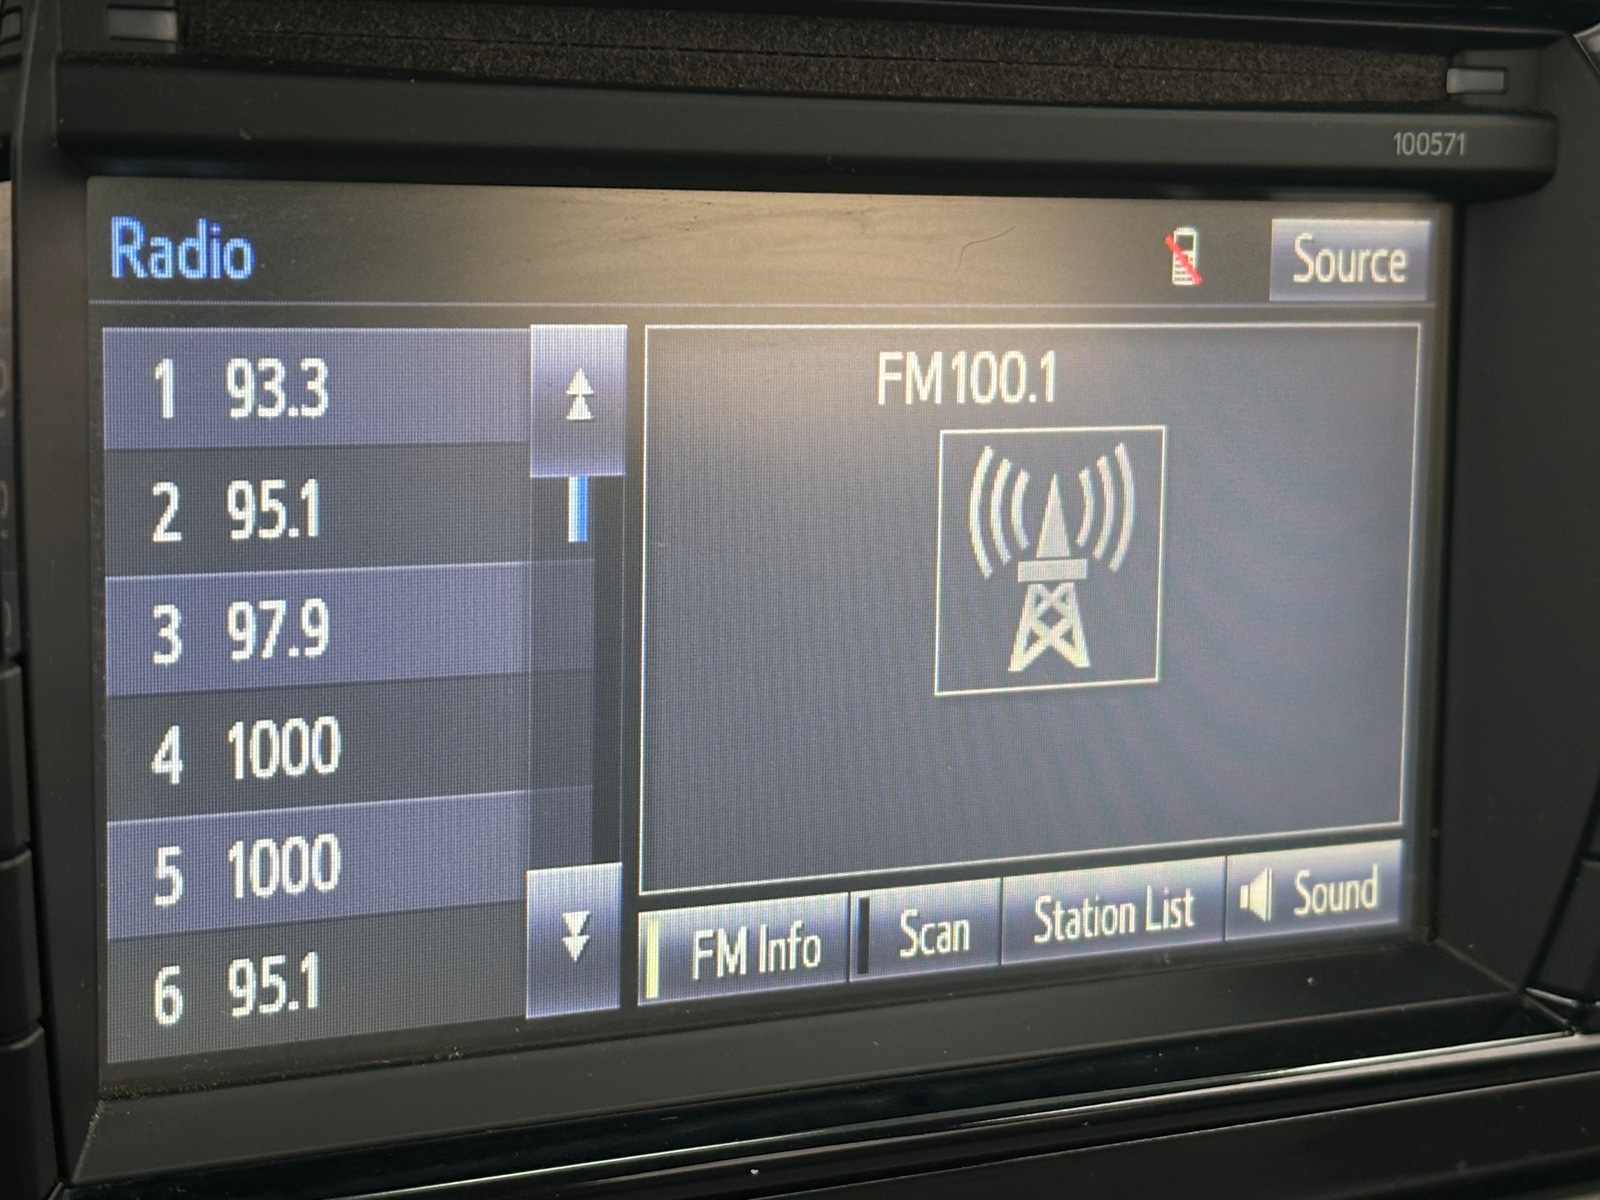 100571
Radio
Source
1 93.3
2 95.1
3 97.9
4 1000
5 1000
6 95.1
FM100.1
FM Info
Scan
Station List
Sound